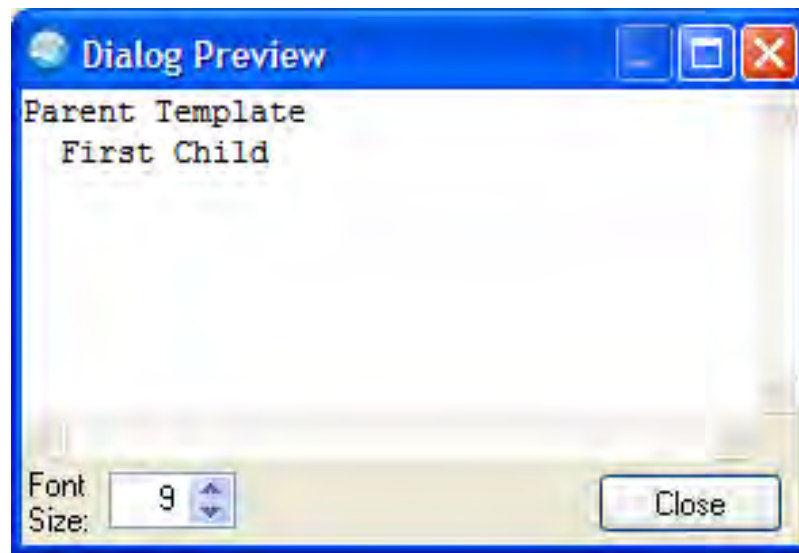 Dialog Preview
Parent Template
  First Child
Font
Size:
9
Close